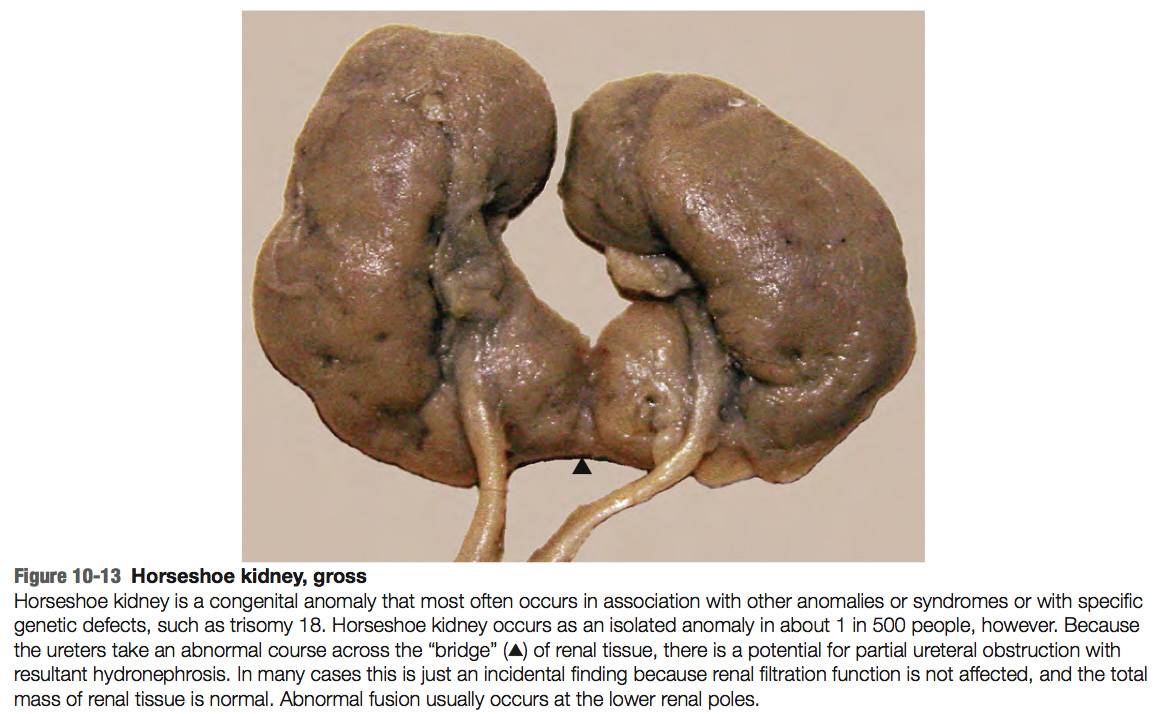 Figure 10-13 Horseshoe kidney, gross
Horseshoe kidney is a congenital anomaly that most often occurs in association with other anomalies or syndromes or with specific
genetic defects, such as trisomy 18. Horseshoe kidney occurs as an isolated anomaly in about 1 in 500 people, however. Because
the ureters take an abnormal course across the “bridge” (▲) of renal tissue, there is a potential for partial ureteral obstruction with
resultant hydronephrosis. In many cases this is just an incidental finding because renal filtration function is not affected, and the total
mass of renal tissue is normal. Abnormal fusion usually occurs at the lower renal poles.